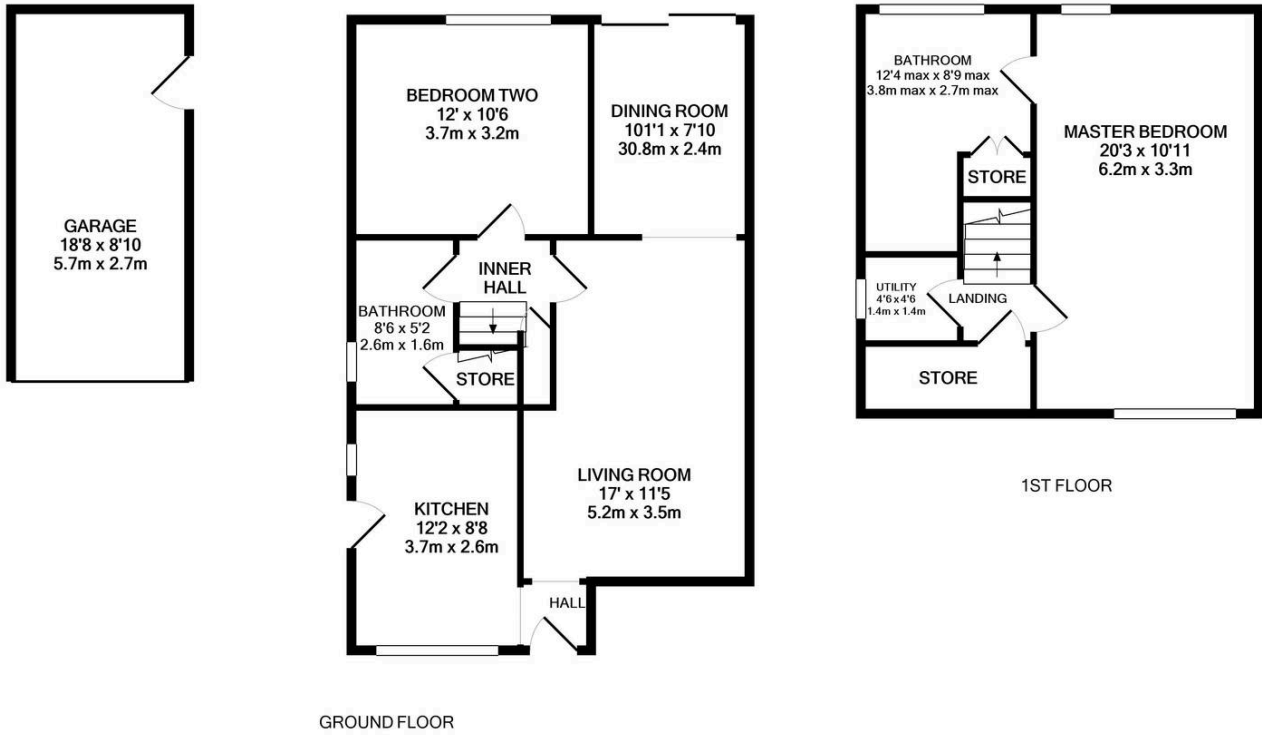 GARAGE
18'8 x 8'10
5.7m x 2.7m
BEDROOM TWO
12' x 10'6
3.7m x 3.2m
DINING ROOM
101'1 x 7'10
30.8m x 2.4m
INNER
HALL
BATHROOM
8'6 x 5'2
2.6m x 1.6m
STORE
LIVING ROOM
17' x 11'5
5.2m x 3.5m
KITCHEN
12'2 x 8'8
3.7m x 2.6m
HALL
GROUND FLOOR
BATHROOM
12'4 max x 8'9 max
3.8m max x 2.7m max
MASTER BEDROOM
20'3 x 10'11
6.2m x 3.3m
STORE
UTILITY
4'6 x 4'6
1.4m x 1.4m
LANDING
STORE
1ST FLOOR